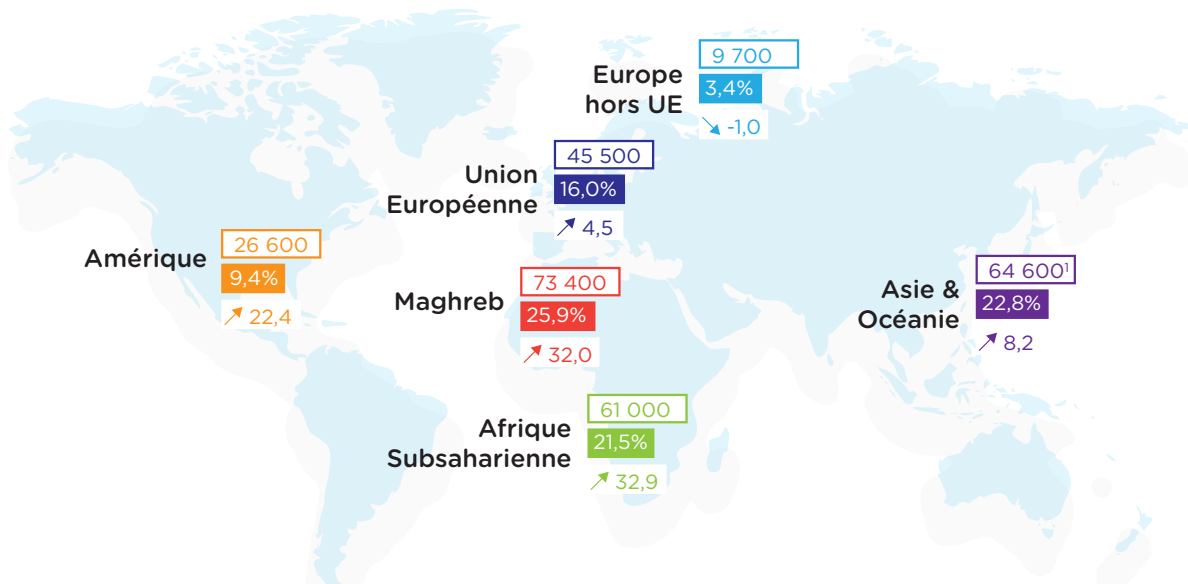 Europe
hors UE
9 700
3,4%
↘ -1,0
Union
Européenne
45 500
16,0%
↗ 4,5
Amérique
26 600
9,4%
↗ 22,4
Maghreb
73 400
25,9%
↗ 32,0
Asie &
Océanie
64 600¹
22,8%
↗ 8,2
Afrique
Subsaharienne
61 000
21,5%
↗ 32,9